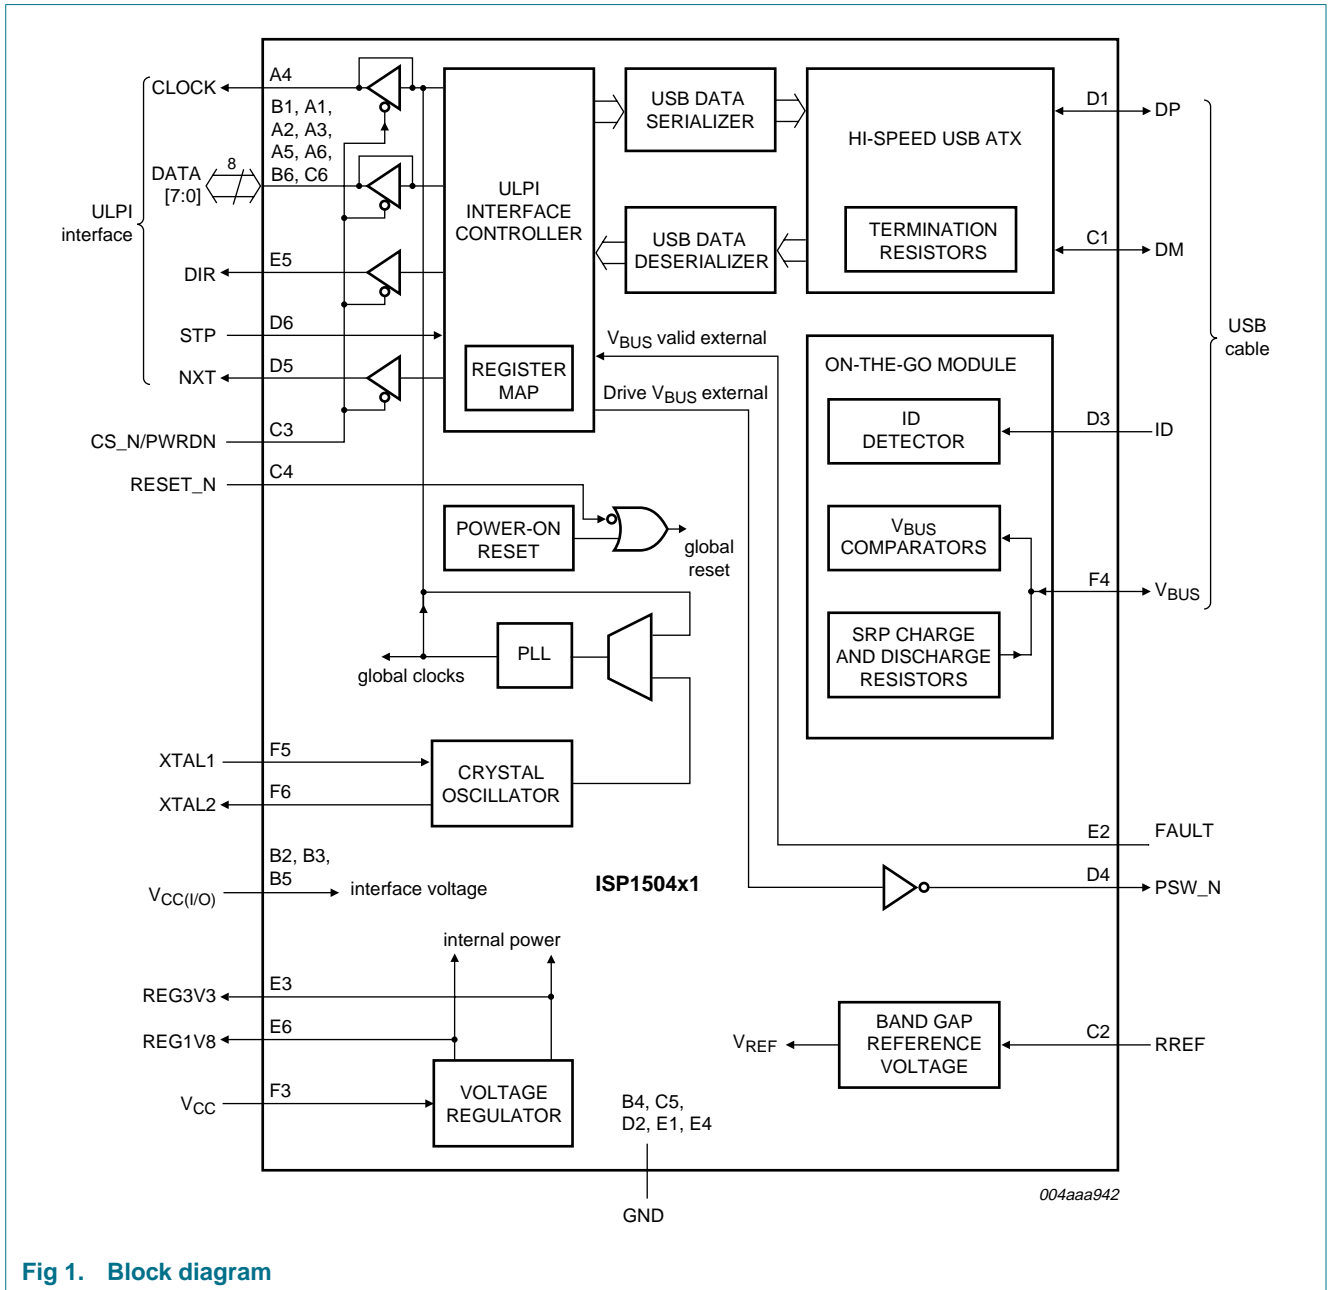 CLOCK
A4
B1, A1,
A2, A3,
A5, A6,
B6, C6
DATA
[7:0]
8
ULPI
interface
DIR
E5
STP
D6
NXT
D5
CS_N/PWRDN
C3
RESET_N
C4
ULPI
INTERFACE
CONTROLLER
REGISTER
MAP
USB DATA
SERIALIZER
USB DATA
DESERIALIZER
HI-SPEED USB ATX
TERMINATION
RESISTORS
D1
DP
C1
DM
USB
cable
VBUS valid external
Drive VBUS external
ON-THE-GO MODULE
ID
DETECTOR
D3
ID
VBUS
COMPARATORS
F4
VBUS
SRP CHARGE
AND DISCHARGE
RESISTORS
POWER-ON
RESET
global
reset
PLL
global clocks
XTAL1
F5
XTAL2
F6
CRYSTAL
OSCILLATOR
E2
FAULT
D4
PSW_N
B2, B3,
B5
VCC(I/O)
interface voltage
ISP1504x1
internal power
REG3V3
E3
REG1V8
E6
VCC
F3
VOLTAGE
REGULATOR
VREF
BAND GAP
REFERENCE
VOLTAGE
C2
RREF
B4, C5,
D2, E1, E4
GND
004aaa942
Fig 1. Block diagram